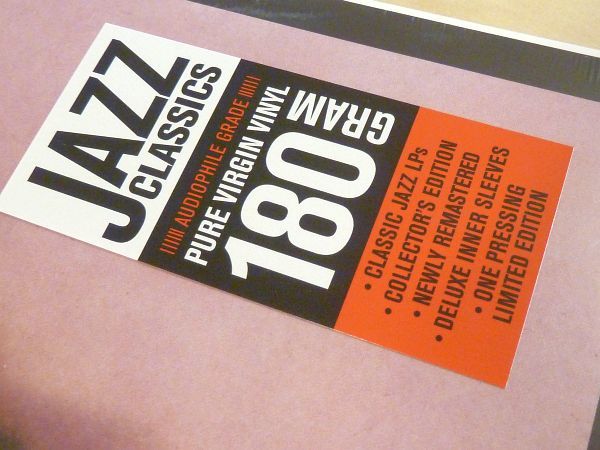 JAZZ
CLASSICS
AUDIOPHILE GRADE
PURE VIRGIN VINYL
180
GRAM
• CLASSIC JAZZ LPs
• COLLECTOR'S EDITION
• NEWLY REMASTERED
• DELUXE INNER SLEEVES
• ONE PRESSING
LIMITED EDITION